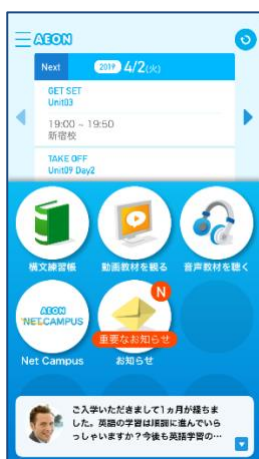 AEON
Next 2019 4/2(火)
GET SET
Unit03
19:00 ~ 19:50
新宿校
TAKE OFF
Unit09 Day2
構文練習帳
動画教材を観る
音声教材を聴く
AEON
NET CAMPUS
N
重要なお知らせ
Net Campus
お知らせ
ご入学いただきまして1ヵ月が経ちま
した。英語の学習は順調に進んでいら
っしゃいますか?今後も英語学習の…